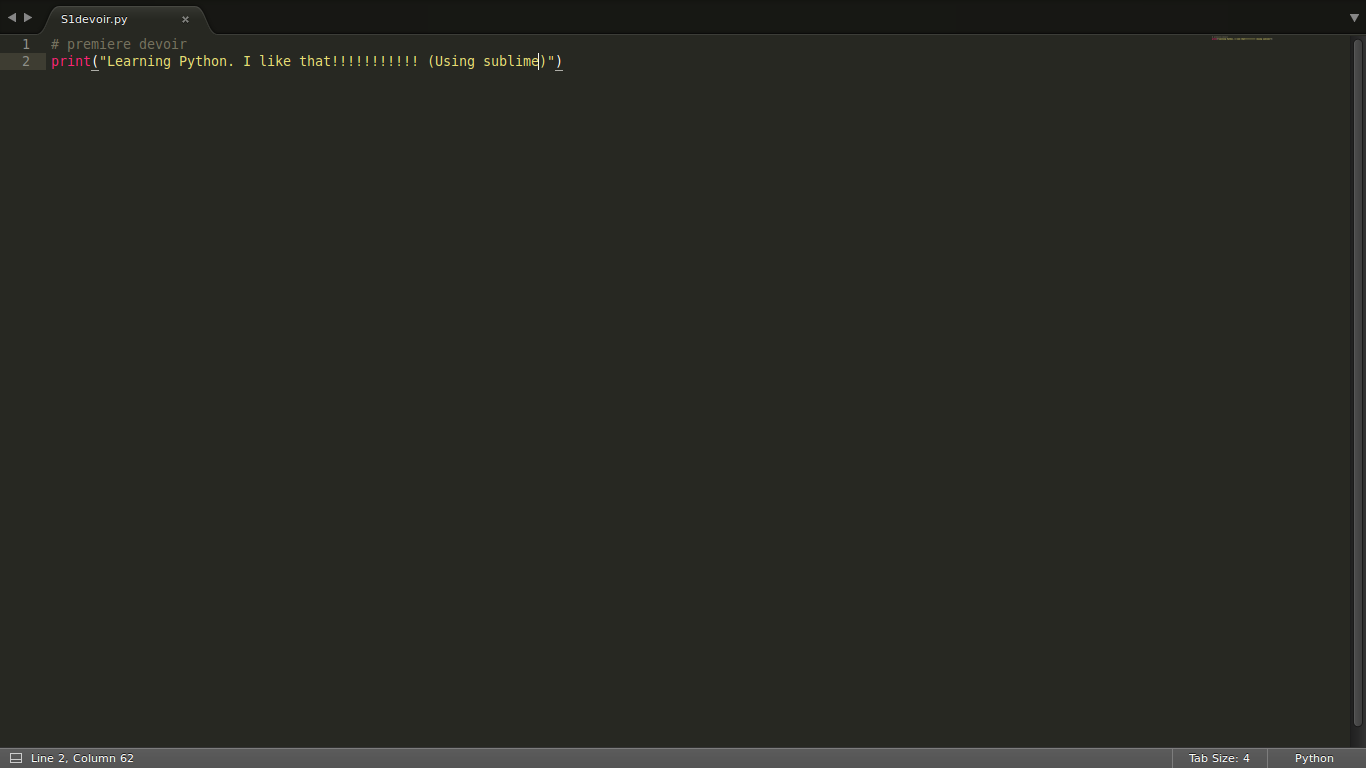 S1devoir.py ×
1 # premiere devoir
2 print("Learning Python. I like that!!!!!!!!!!! (Using sublime)")
Line 2, Column 62 Tab Size: 4 Python